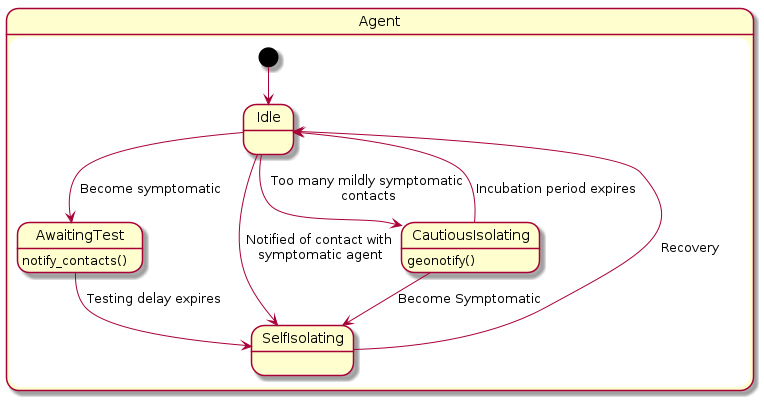 Agent
Idle
Become symptomatic
Too many mildly symptomatic
contacts
Incubation period expires
AwaitingTest
notify_contacts()
Notified of contact with
symptomatic agent
CautiousIsolating
geonotify()
Recovery
Testing delay expires
Become Symptomatic
SelfIsolating